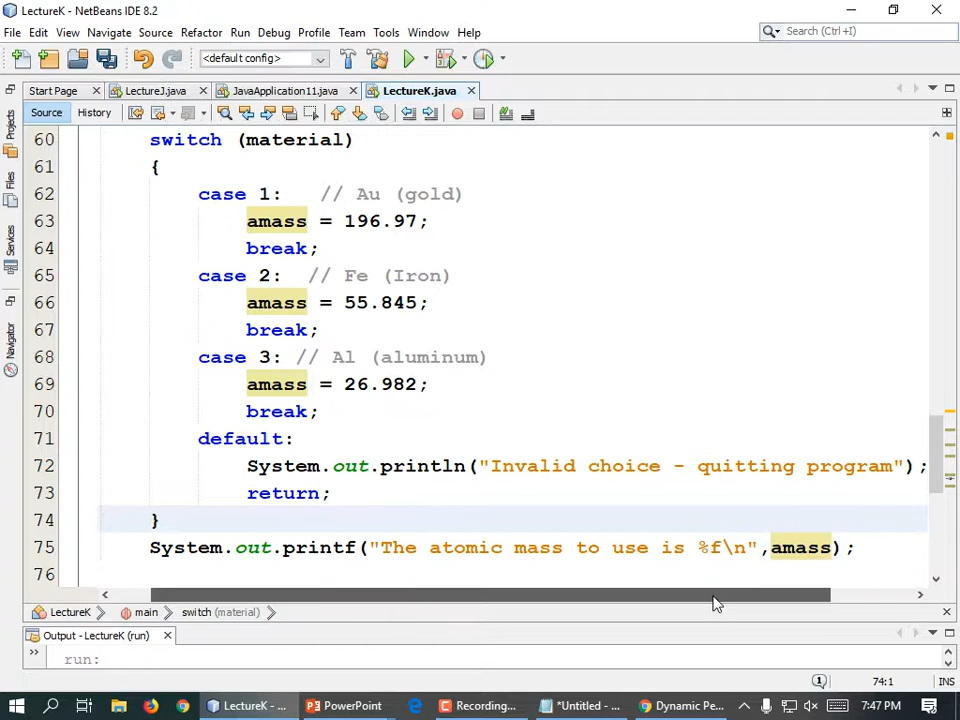 LectureK - NetBeans IDE 8.2
File Edit View Navigate Source Refactor Run Debug Profile Team Tools Window Help
Search (Ctrl+I)
<default config>
Start Page LectureJ.java JavaApplication11.java LectureK.java
Source History
Projects
Files
Services
Navigator
60 switch (material)
61 {
62 case 1: // Au (gold)
63 amass = 196.97;
64 break;
65 case 2: // Fe (Iron)
66 amass = 55.845;
67 break;
68 case 3: // Al (aluminum)
69 amass = 26.982;
70 break;
71 default:
72 System.out.println("Invalid choice - quitting program");
73 return;
74 }
75 System.out.printf("The atomic mass to use is %f\n",amass);
76
LectureK main switch (material)
Output - LectureK (run)
run:
1 74:1 INS
LectureK - ... PowerPoint Recording... *Untitled - ... Dynamic Pe... 7:47 PM